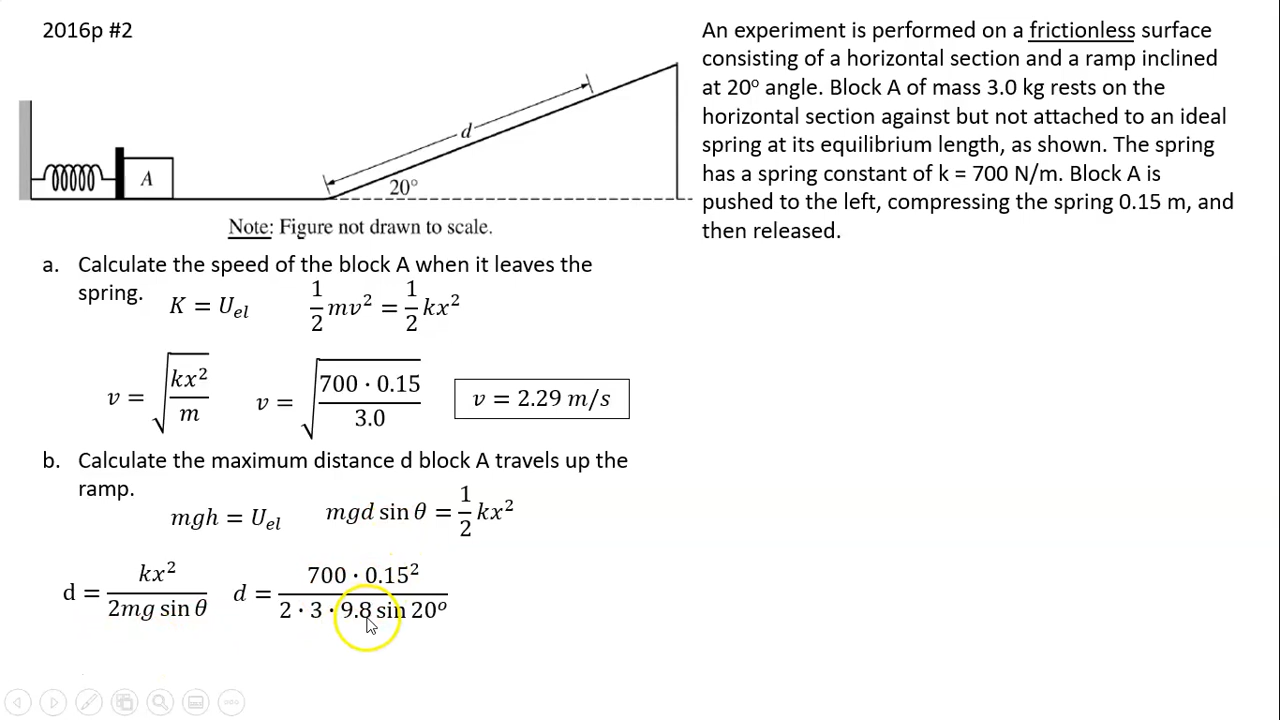 2016p #2
A
d
20°
Note: Figure not drawn to scale.
An experiment is performed on a frictionless surface
consisting of a horizontal section and a ramp inclined
at 20º angle. Block A of mass 3.0 kg rests on the
horizontal section against but not attached to an ideal
spring at its equilibrium length, as shown. The spring
has a spring constant of k = 700 N/m. Block A is
pushed to the left, compressing the spring 0.15 m, and
then released.
a. Calculate the speed of the block A when it leaves the
spring. K = U_el 1/2 mv² = 1/2 kx²
v = √(kx²/m) v = √(700 · 0.15/3.0) v = 2.29 m/s
b. Calculate the maximum distance d block A travels up the
ramp.
mgh = U_el mgd sin θ = 1/2 kx²
d = kx²/(2mg sin θ) d = 700 · 0.15²/(2 · 3 · 9.8 sin 20º)